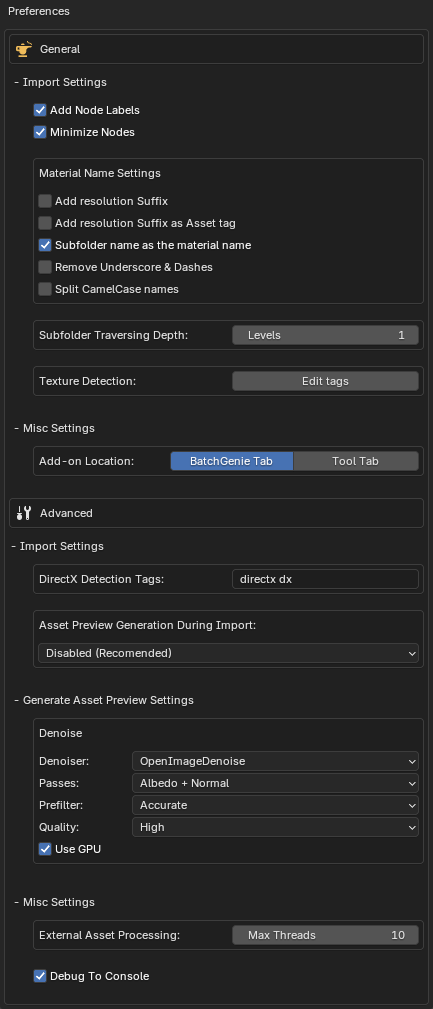 Preferences
General
- Import Settings
Add Node Labels
Minimize Nodes
Material Name Settings
Add resolution Suffix
Add resolution Suffix as Asset tag
Subfolder name as the material name
Remove Underscore & Dashes
Split CamelCase names
Subfolder Traversing Depth: Levels 1
Texture Detection: Edit tags
- Misc Settings
Add-on Location: BatchGenie Tab Tool Tab
Advanced
- Import Settings
DirectX Detection Tags: directx dx
Asset Preview Generation During Import:
Disabled (Recomended)
- Generate Asset Preview Settings
Denoise
Denoiser: OpenImageDenoise
Passes: Albedo + Normal
Prefilter: Accurate
Quality: High
Use GPU
- Misc Settings
External Asset Processing: Max Threads 10
Debug To Console